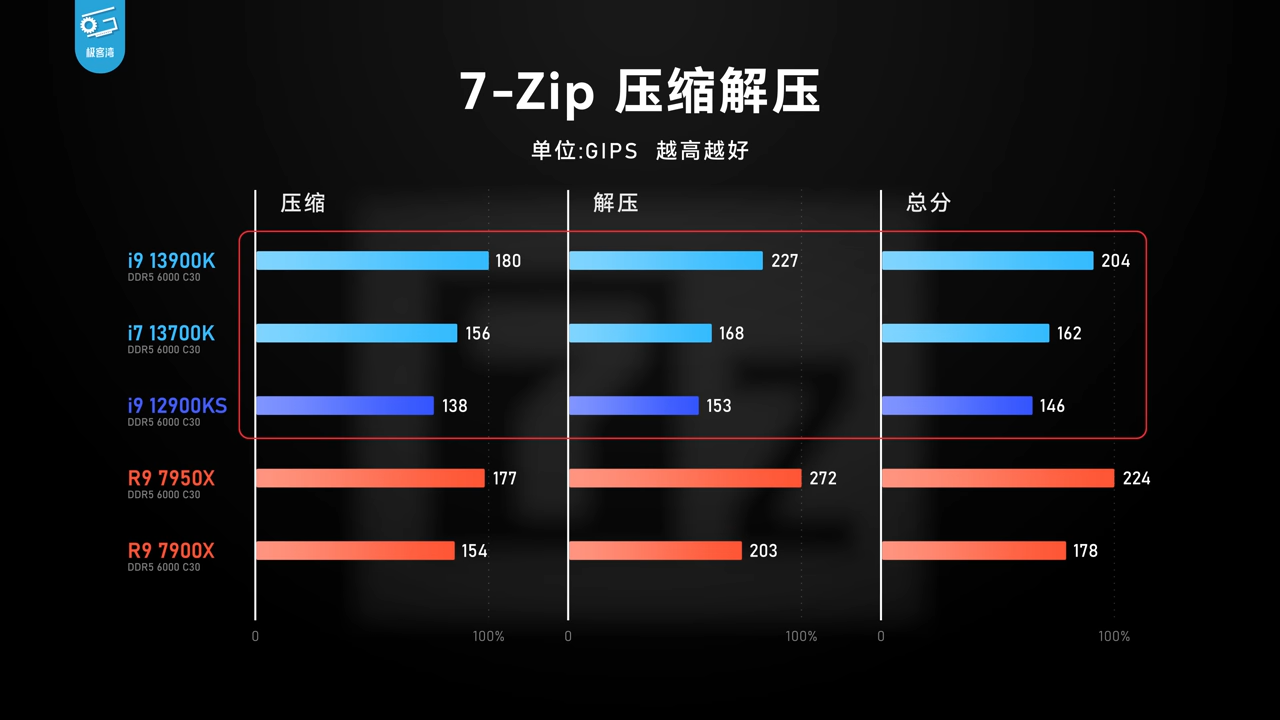 极客湾
7-Zip 压缩解压
单位:GIPS 越高越好
压缩 解压 总分
i9 13900K 180 227 204
DDR5 6000 C30
i7 13700K 156 168 162
DDR5 6000 C30
i9 12900KS 138 153 146
DDR5 6000 C30
R9 7950X 177 272 224
DDR5 6000 C30
R9 7900X 154 203 178
DDR5 6000 C30
0 100% 0 100% 0 100%